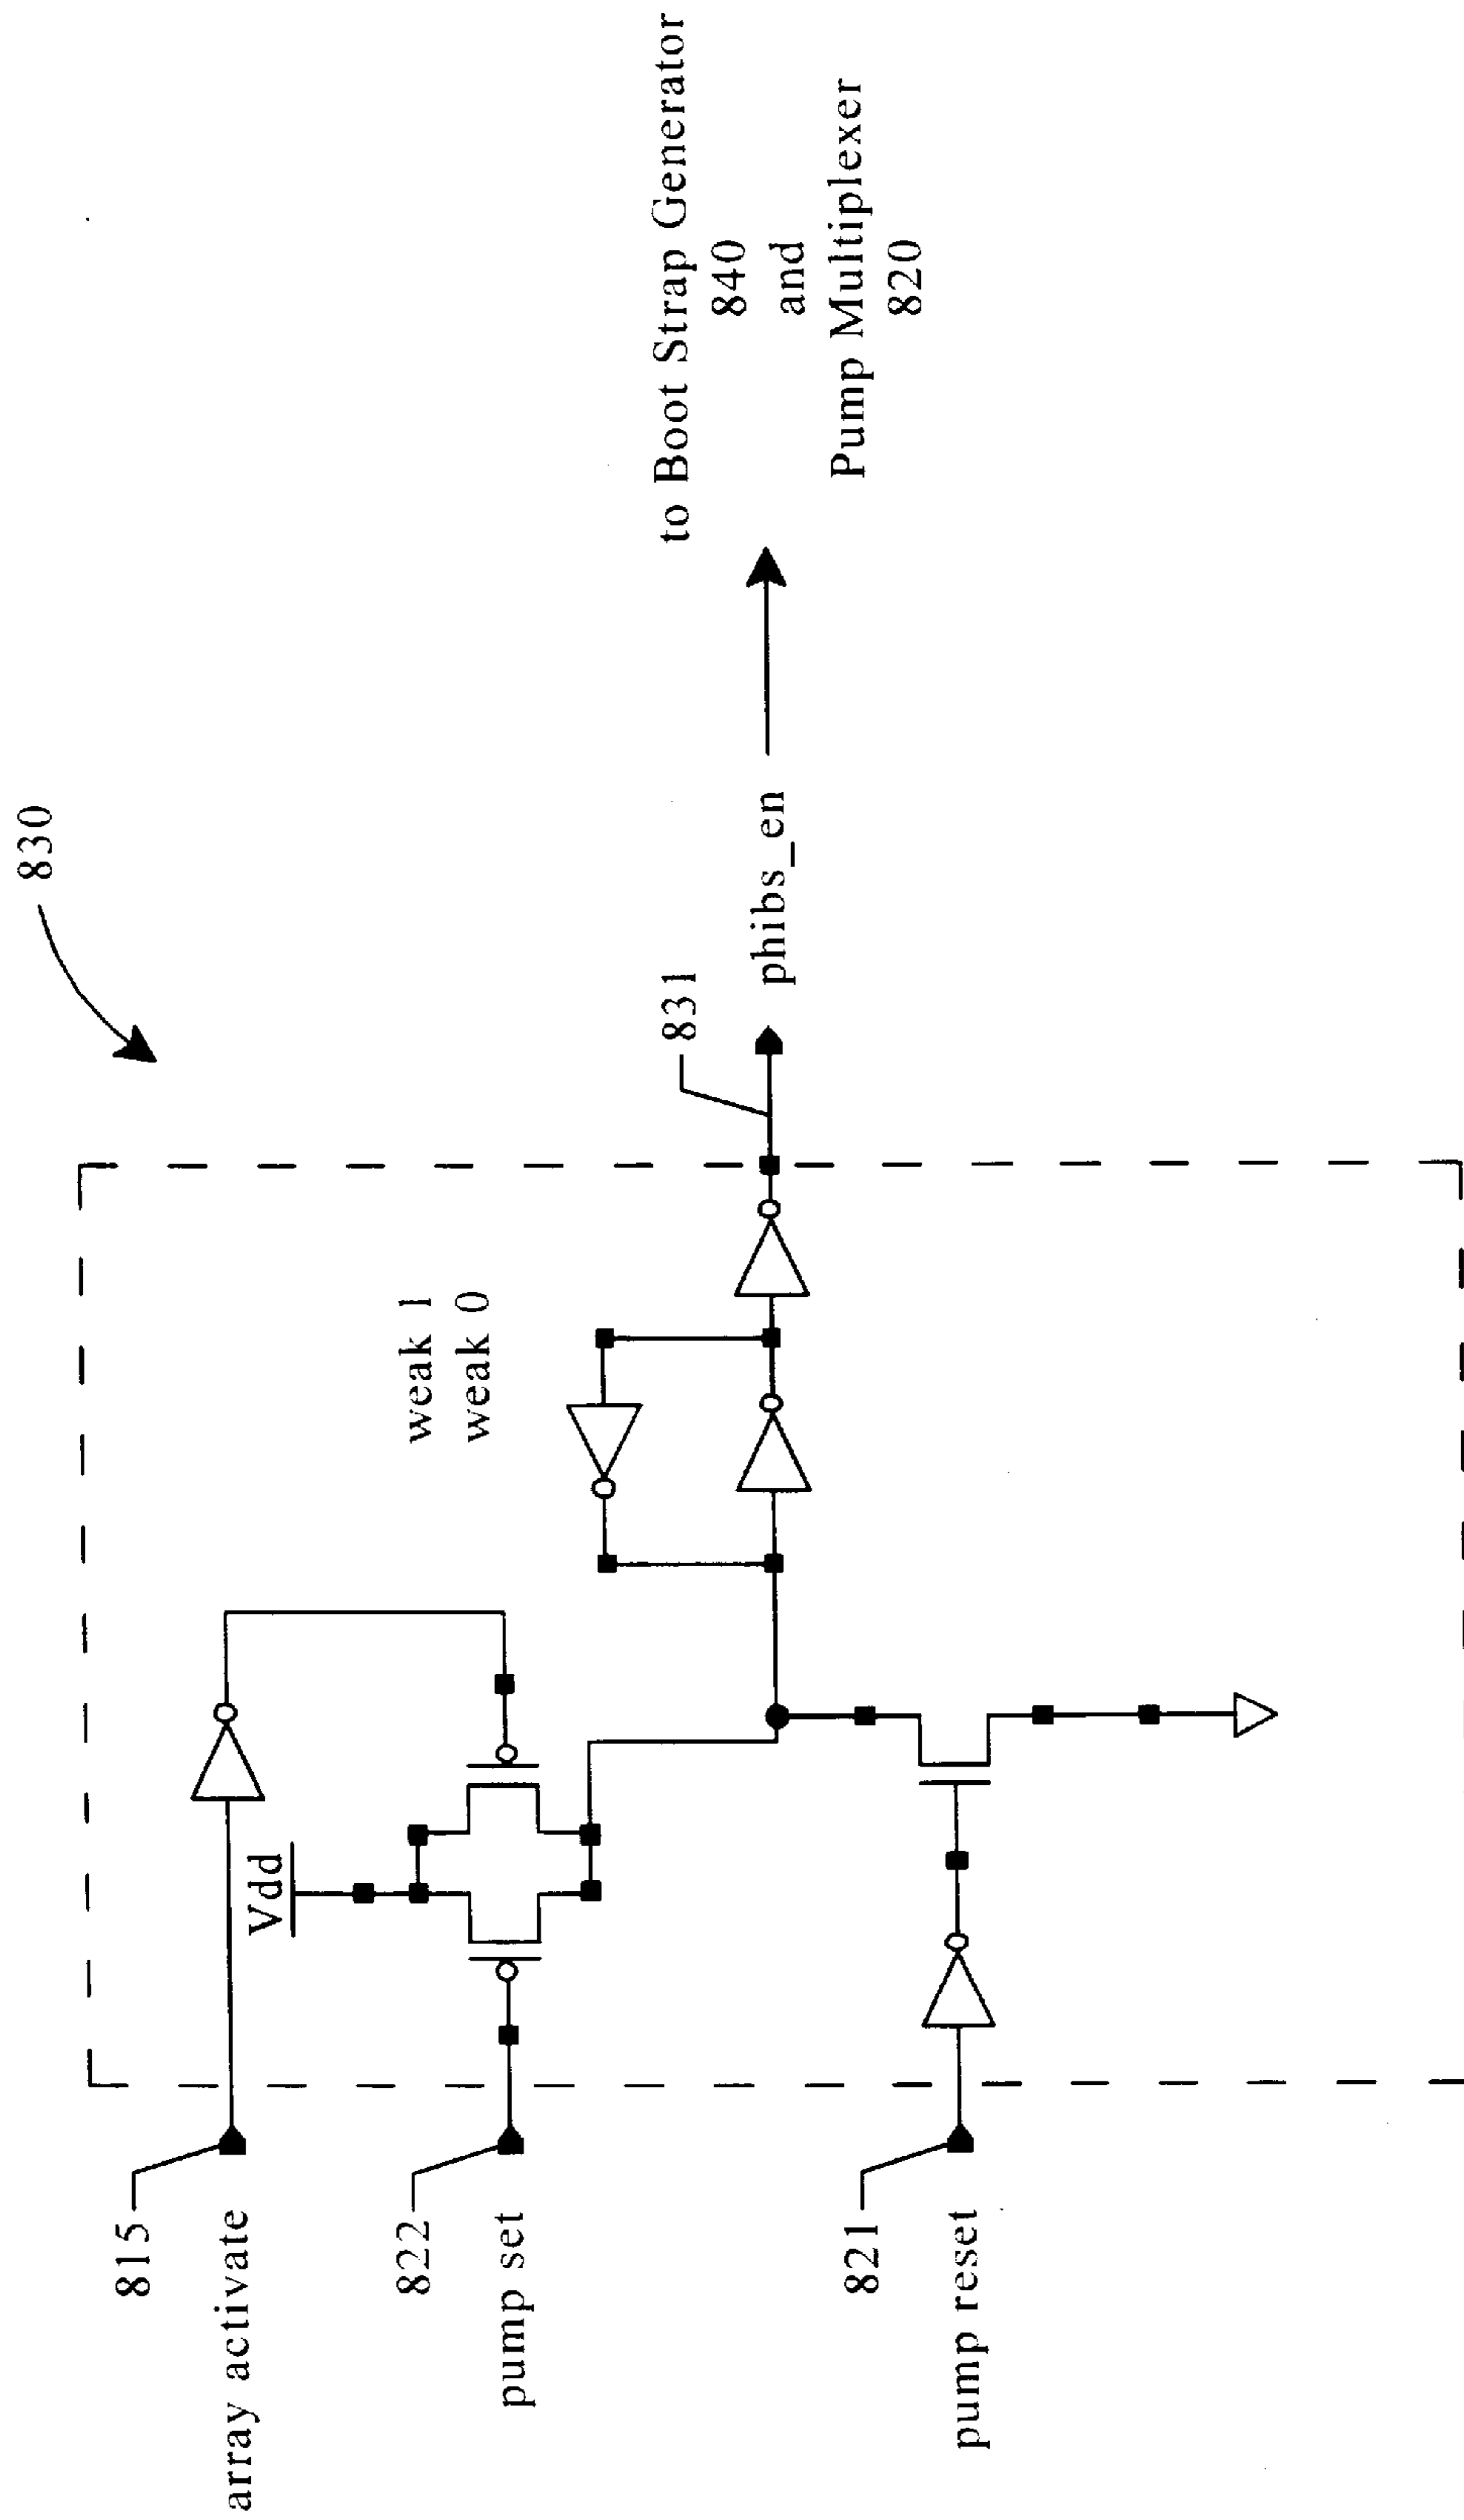 830
815
array activate
Vdd
822
pump set
weak 1
weak 0
831
phibs_en
to Boot Strap Generator
840
and
Pump Multiplexer
820
821
pump reset